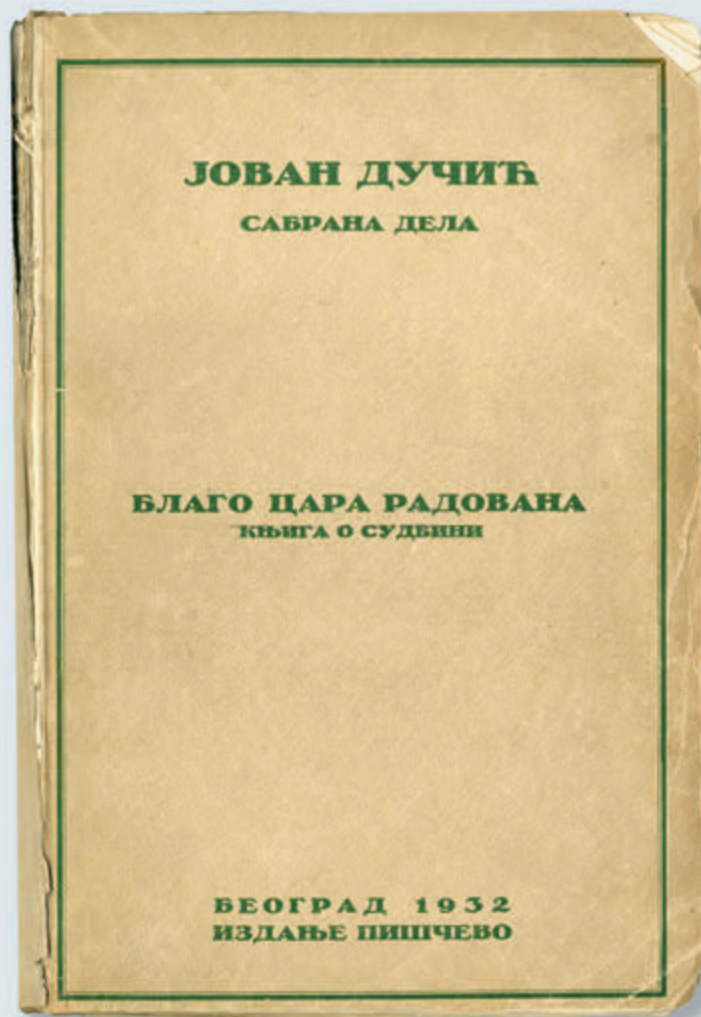 ЈОВАН ДУЧИЋ
САБРАНА ДЕЛА
БЛАГО ЦАРА РАДОВАНА
КЊИГА О СУДБИНИ
БЕОГРАД 1932
ИЗДАЊЕ ПИШЧЕВО